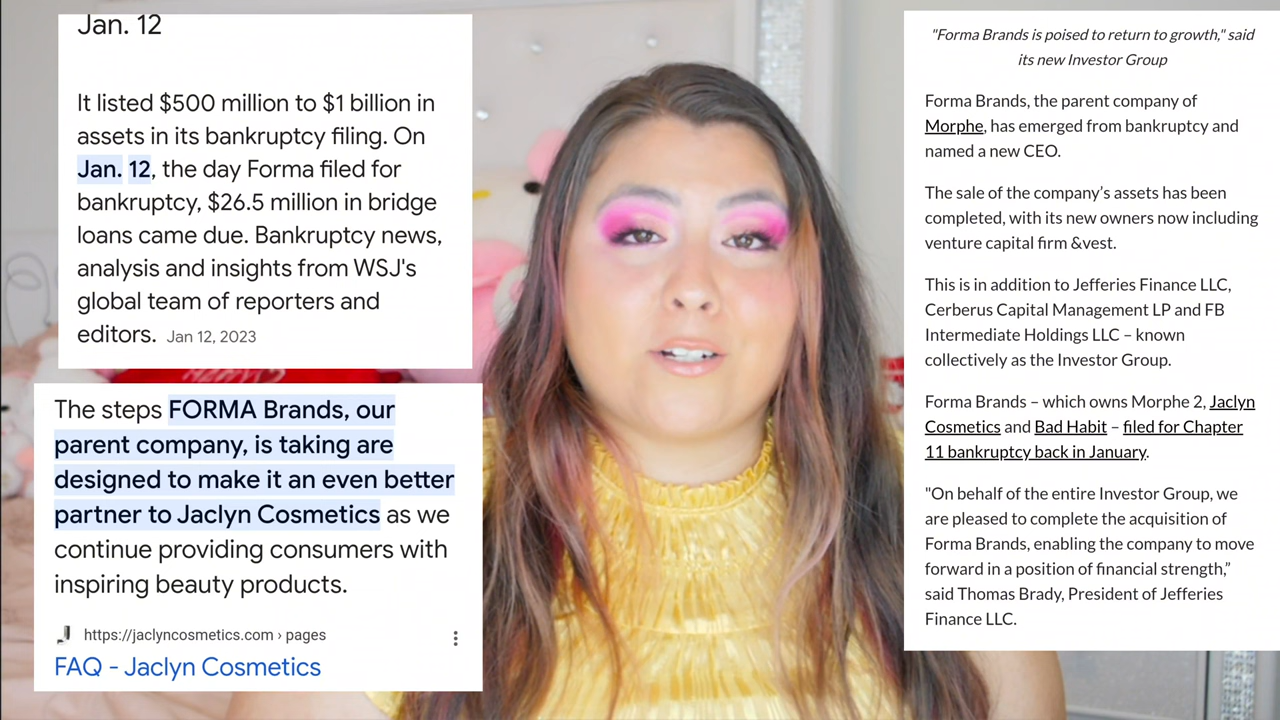 Jan. 12
It listed $500 million to $1 billion in
assets in its bankruptcy filing. On
Jan. 12, the day Forma filed for
bankruptcy, $26.5 million in bridge
loans came due. Bankruptcy news,
analysis and insights from WSJ's
global team of reporters and
editors. Jan 12, 2023
The steps FORMA Brands, our
parent company, is taking are
designed to make it an even better
partner to Jaclyn Cosmetics as we
continue providing consumers with
inspiring beauty products.
https://jaclyncosmetics.com › pages
FAQ - Jaclyn Cosmetics
"Forma Brands is poised to return to growth," said
its new Investor Group
Forma Brands, the parent company of
Morphe, has emerged from bankruptcy and
named a new CEO.
The sale of the company’s assets has been
completed, with its new owners now including
venture capital firm &vest.
This is in addition to Jefferies Finance LLC,
Cerberus Capital Management LP and FB
Intermediate Holdings LLC – known
collectively as the Investor Group.
Forma Brands – which owns Morphe 2, Jaclyn
Cosmetics and Bad Habit – filed for Chapter
11 bankruptcy back in January.
"On behalf of the entire Investor Group, we
are pleased to complete the acquisition of
Forma Brands, enabling the company to move
forward in a position of financial strength,”
said Thomas Brady, President of Jefferies
Finance LLC.